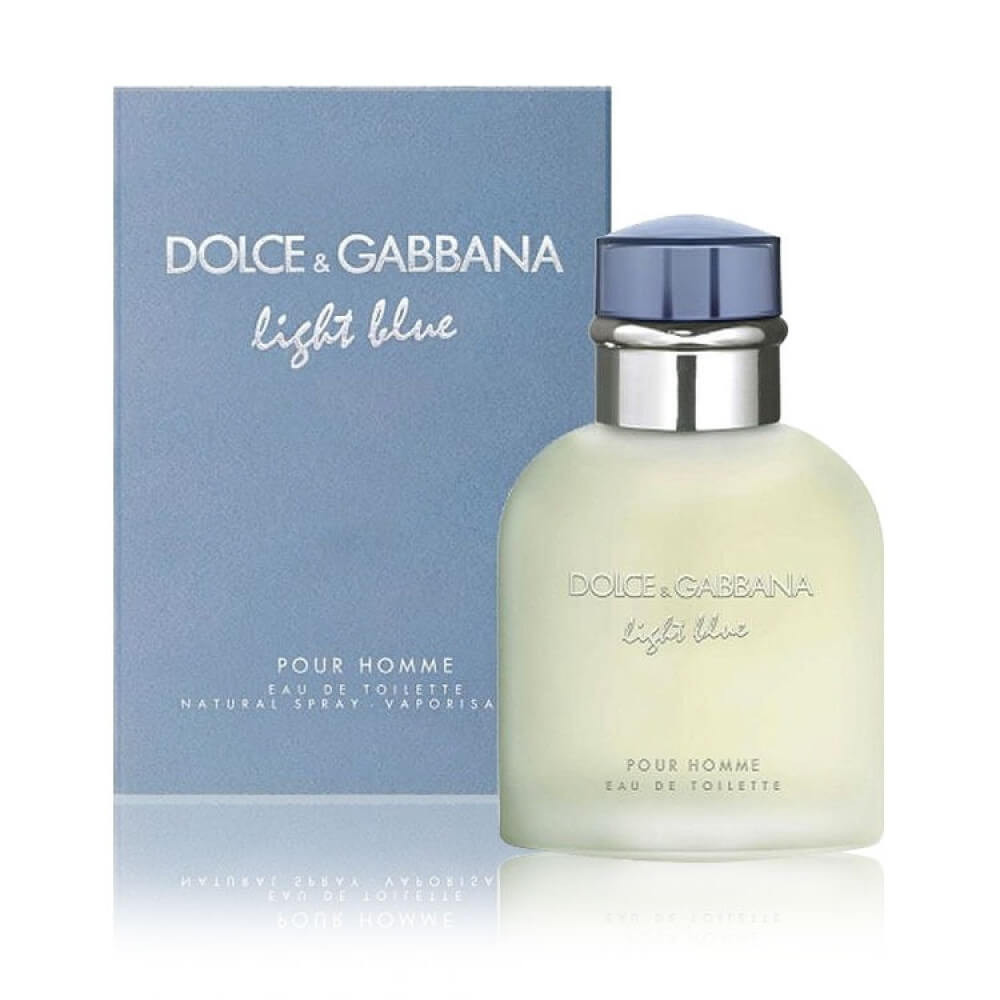 DOLCE & GABBANA
light blue
POUR HOMME
EAU DE TOILETTE
NATURAL SPRAY - VAPORISA
DOLCE & GABBANA
light blue
POUR HOMME
EAU DE TOILETTE